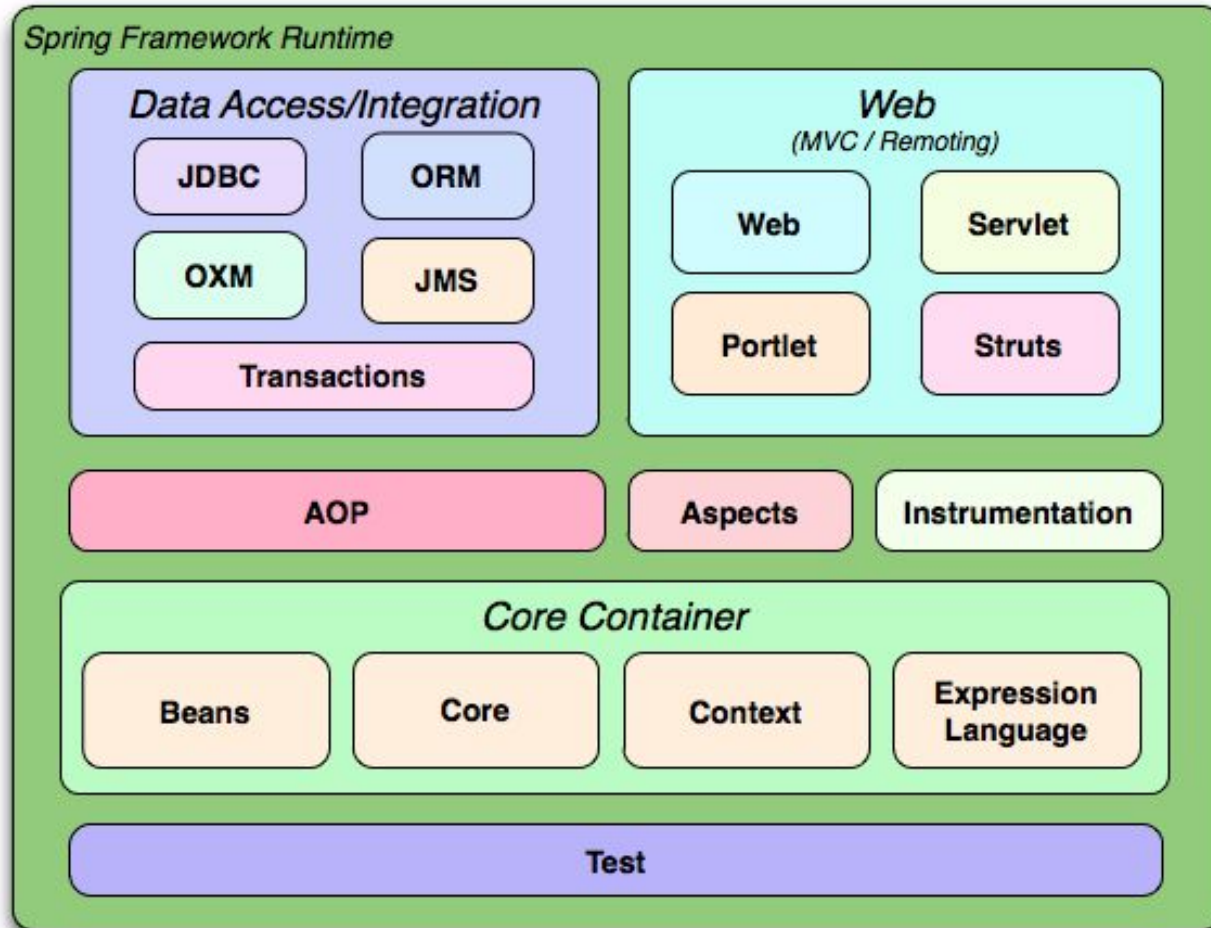 Spring Framework Runtime
Data Access/Integration
JDBC
ORM
OXM
JMS
Transactions
Web
(MVC / Remoting)
Web
Servlet
Portlet
Struts
AOP
Aspects
Instrumentation
Core Container
Beans
Core
Context
Expression
Language
Test